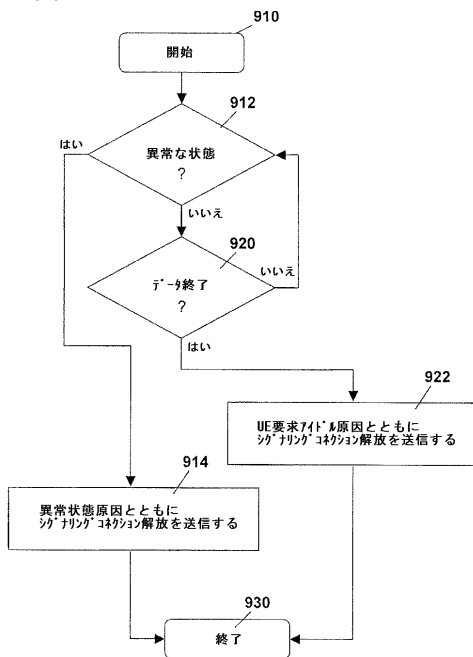 910
開始
912
はい
異常な状態
?
いいえ
920
いいえ
ﾃﾞｰﾀ終了
?
はい
922
UE要求ｱｲﾄﾞﾙ原因とともに
ｼｸﾞﾅﾘﾝｸﾞｺﾈｸｼｮﾝ解放を送信する
914
異常状態原因とともに
ｼｸﾞﾅﾘﾝｸﾞｺﾈｸｼｮﾝ解放を送信する
930
終了